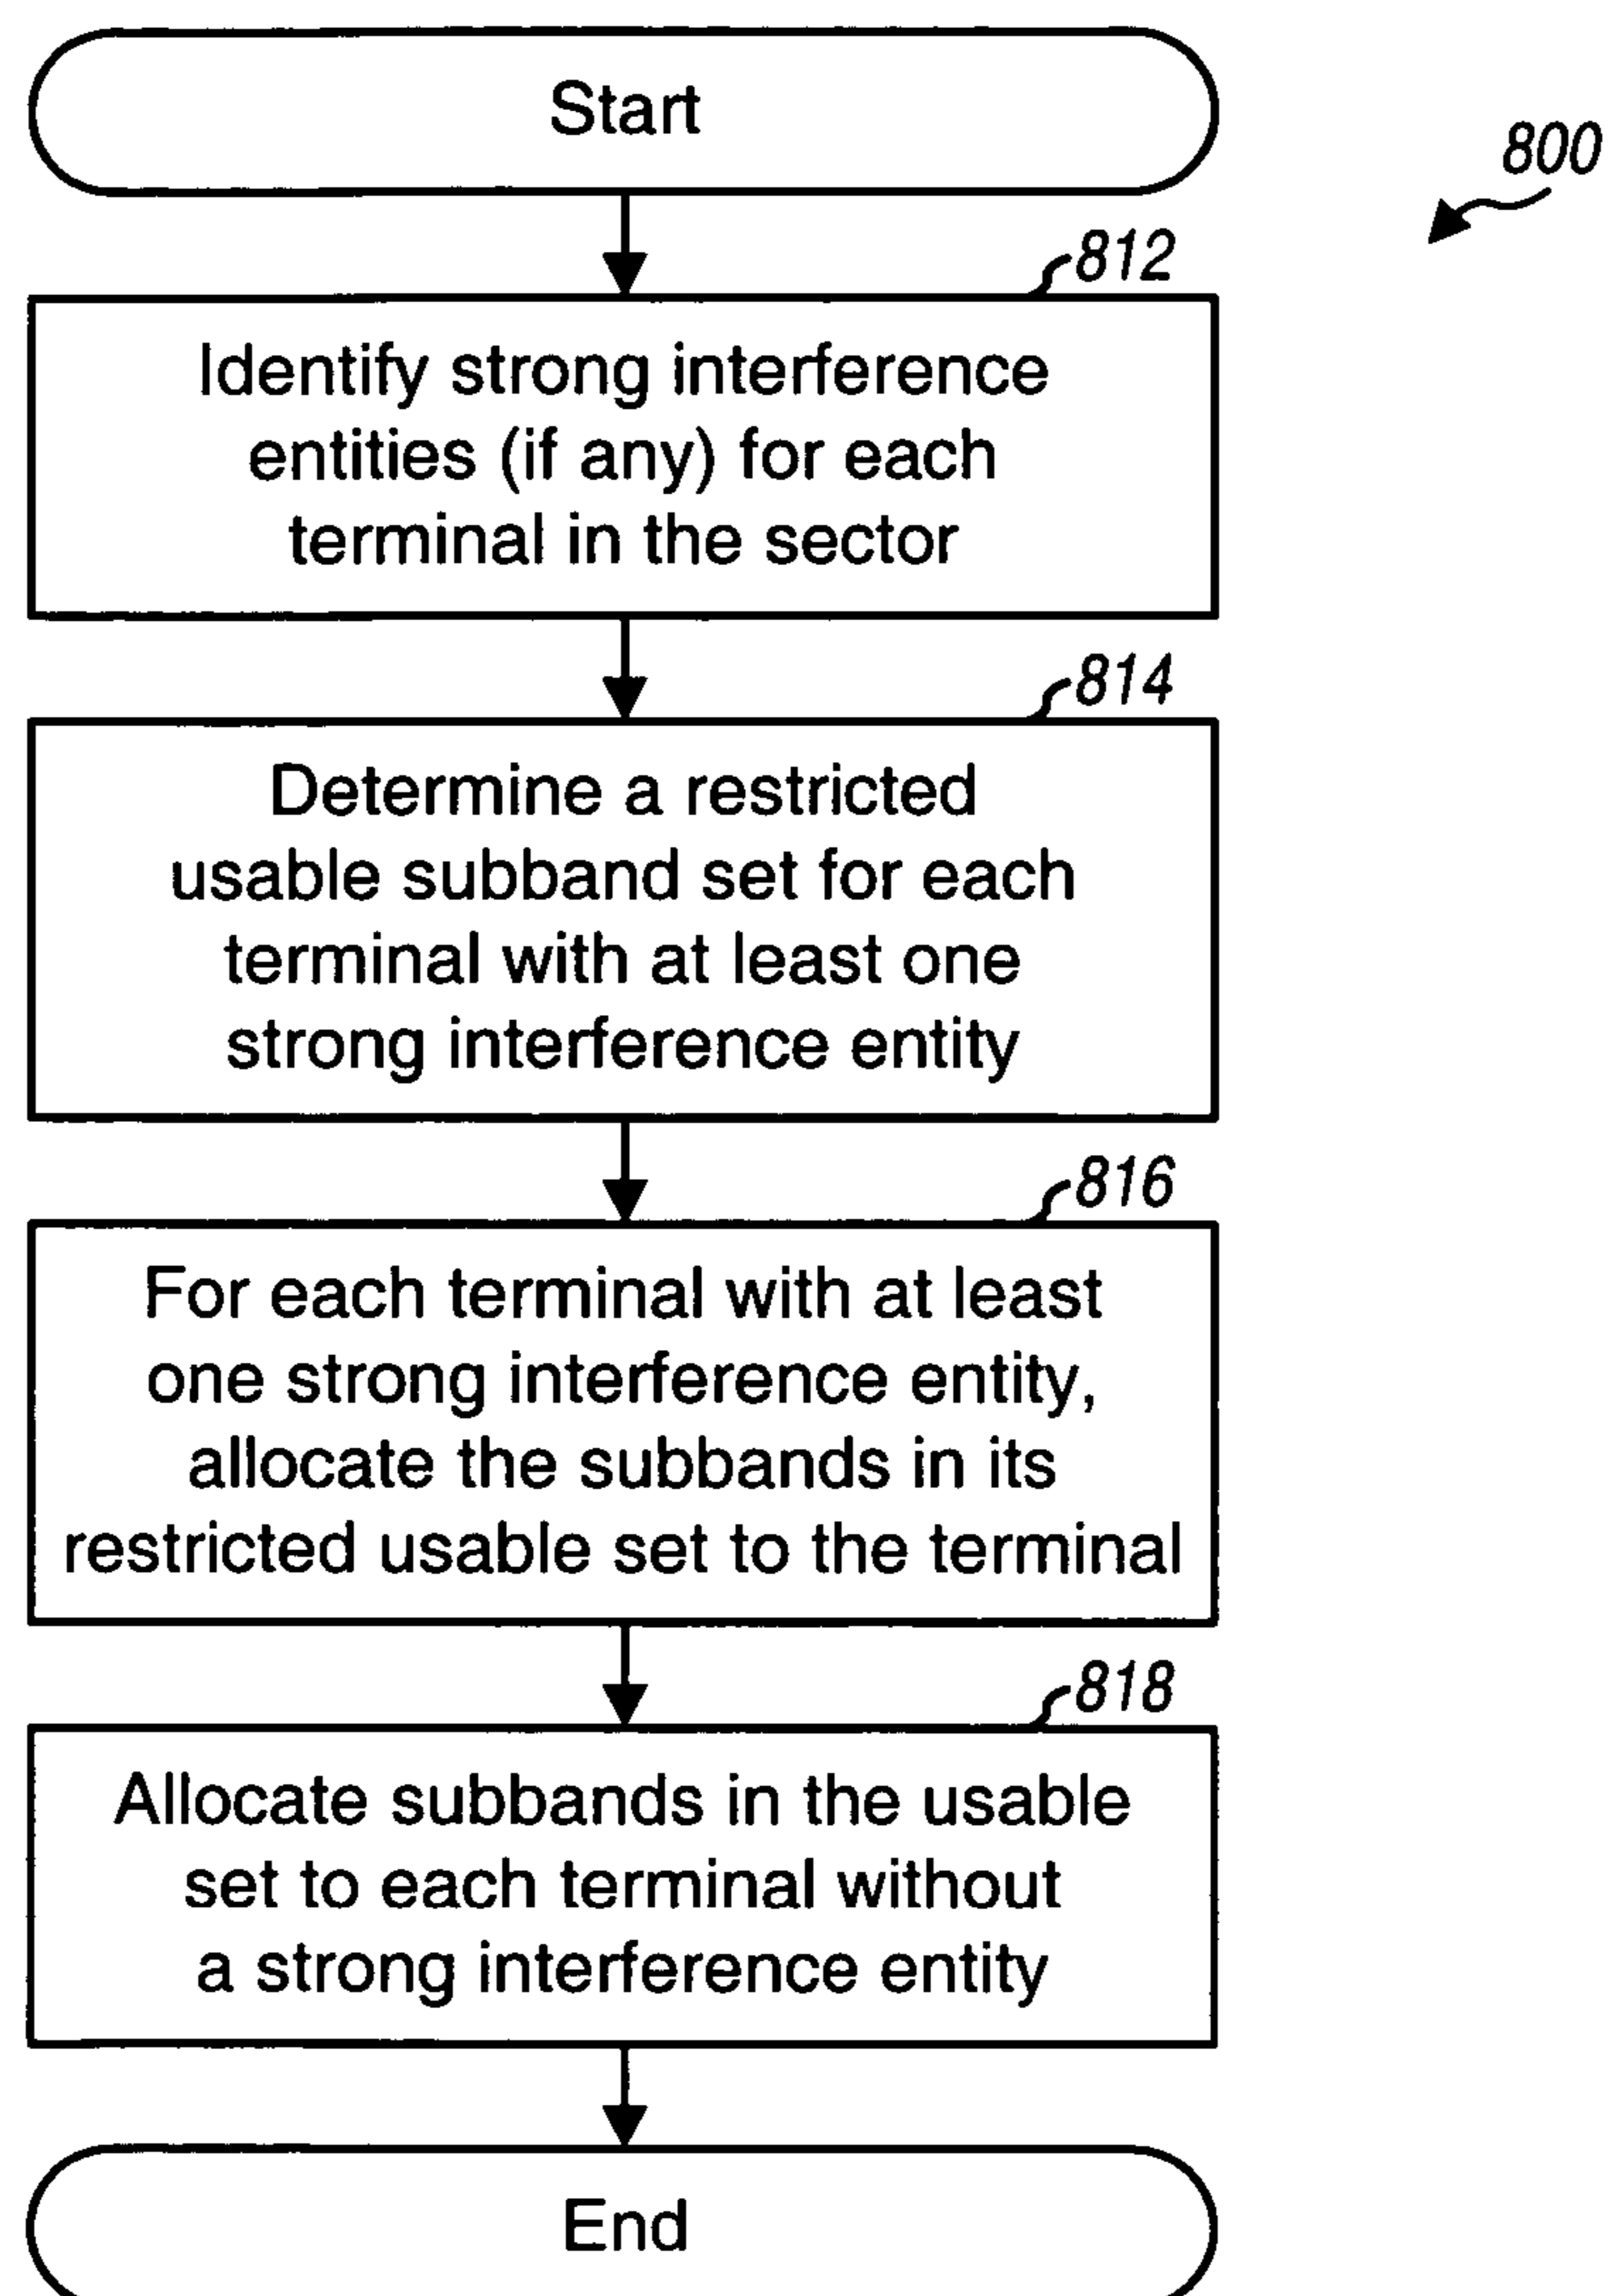 Start
800
812
Identify strong interference
entities (if any) for each
terminal in the sector
814
Determine a restricted
usable subband set for each
terminal with at least one
strong interference entity
816
For each terminal with at least
one strong interference entity,
allocate the subbands in its
restricted usable set to the terminal
818
Allocate subbands in the usable
set to each terminal without
a strong interference entity
End